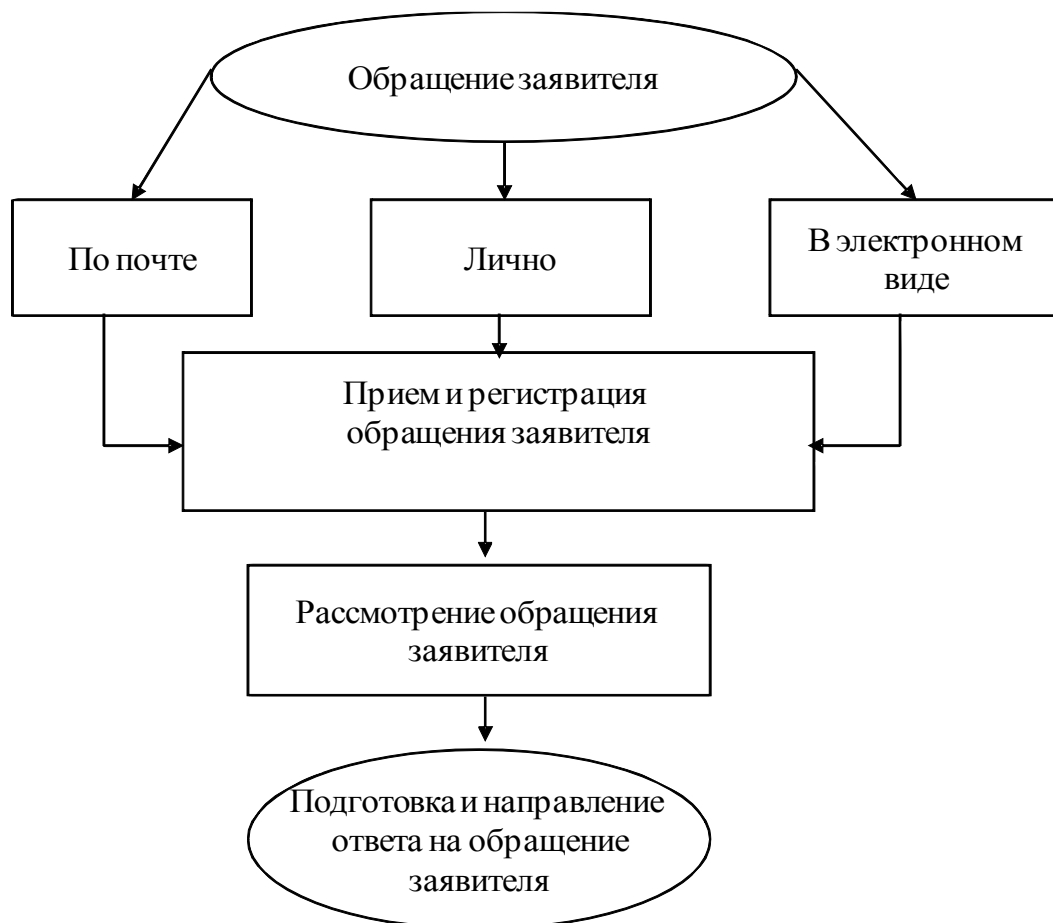 Обращение заявителя
По почте
Лично
В электронном
виде
Прием и регистрация
обращения заявителя
Рассмотрение обращения
заявителя
Подготовка и направление
ответа на обращение
заявителя